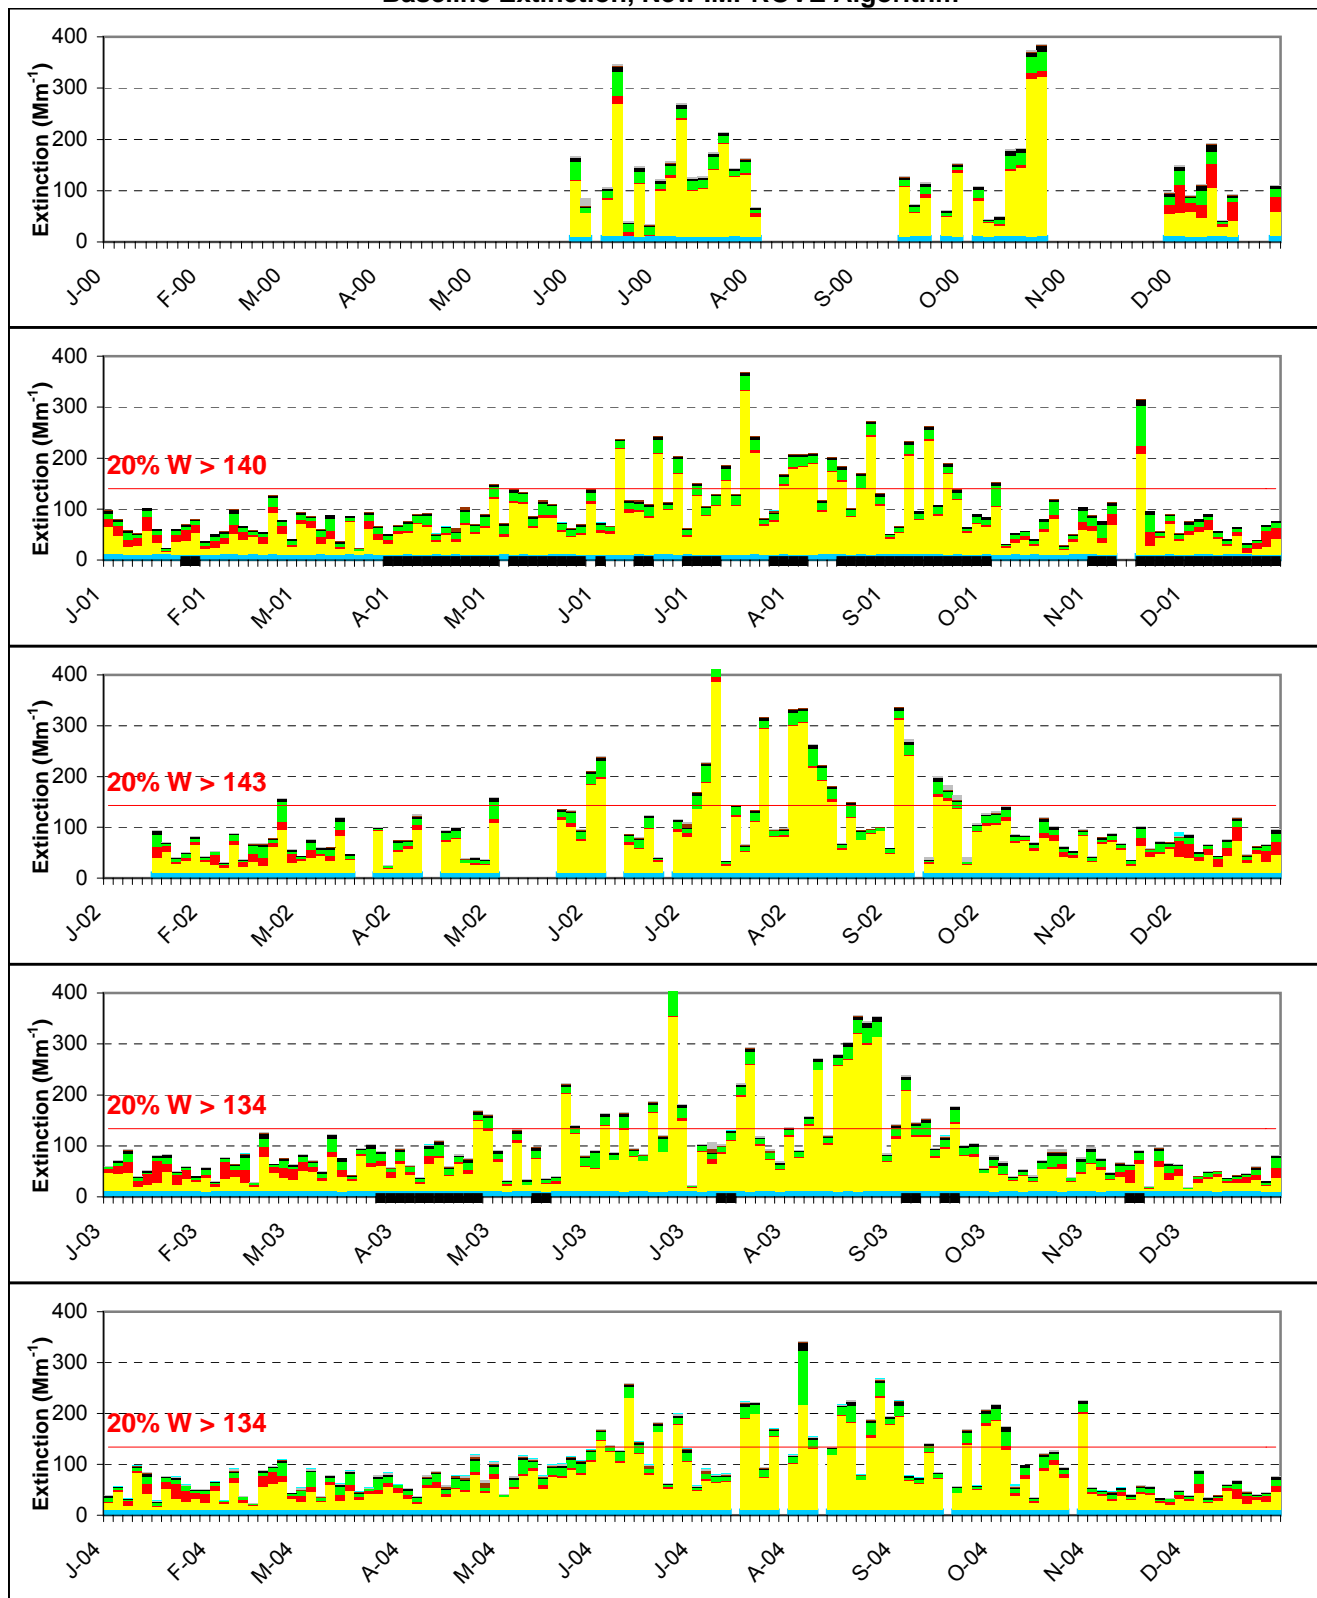 Baseline Extinction, New IMPROVE Algorithm
Extinction (Mm-1)
400
300
200
100
0
J-00 F-00 M-00 A-00 M-00 J-00 J-00 A-00 S-00 O-00 N-00 D-00
Extinction (Mm-1)
400
300
200
100
0
20% W > 140
J-01 F-01 M-01 A-01 M-01 J-01 J-01 A-01 S-01 O-01 N-01 D-01
Extinction (Mm-1)
400
300
200
100
0
20% W > 143
J-02 F-02 M-02 A-02 M-02 J-02 J-02 A-02 S-02 O-02 N-02 D-02
Extinction (Mm-1)
400
300
200
100
0
20% W > 134
J-03 F-03 M-03 A-03 M-03 J-03 J-03 A-03 S-03 O-03 N-03 D-03
Extinction (Mm-1)
400
300
200
100
0
20% W > 134
J-04 F-04 M-04 A-04 M-04 J-04 J-04 A-04 S-04 O-04 N-04 D-04